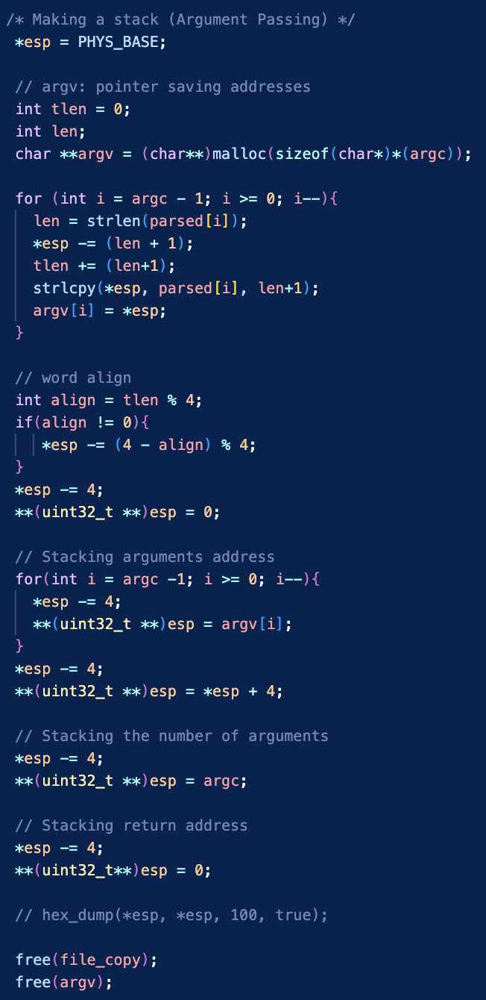 /* Making a stack (Argument Passing) */
*esp = PHYS_BASE;
// argv: pointer saving addresses
int tlen = 0;
int len;
char **argv = (char**)malloc(sizeof(char*)*(argc));
for (int i = argc - 1; i >= 0; i--){
len = strlen(parsed[i]);
*esp -= (len + 1);
tlen += (len+1);
strlcpy(*esp, parsed[i], len+1);
argv[i] = *esp;
}
// word align
int align = tlen % 4;
if(align != 0){
*esp -= (4 - align) % 4;
}
*esp -= 4;
**(uint32_t **)esp = 0;
// Stacking arguments address
for(int i = argc -1; i >= 0; i--){
*esp -= 4;
**(uint32_t **)esp = argv[i];
}
*esp -= 4;
**(uint32_t **)esp = *esp + 4;
// Stacking the number of arguments
*esp -= 4;
**(uint32_t **)esp = argc;
// Stacking return address
*esp -= 4;
**(uint32_t**)esp = 0;
// hex_dump(*esp, *esp, 100, true);
free(file_copy);
free(argv);